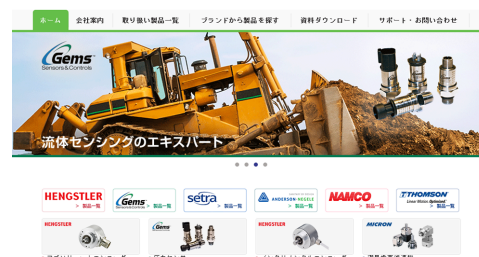 ホーム 会社案内 取り扱い製品一覧 ブランドから製品を探す 資料ダウンロード サポート・お問い合わせ
Gems
Sensors & Controls
流体センシングのエキスパート
HENGSTLER Gems setra ANDERSON-NEGELE NAMCO THOMSON
Linear Motion. Optimized.
> 製品一覧 > 製品一覧 > 製品一覧 > 製品一覧 > 製品一覧 > 製品一覧
HENGSTLER Gems HENGSTLER MICRON